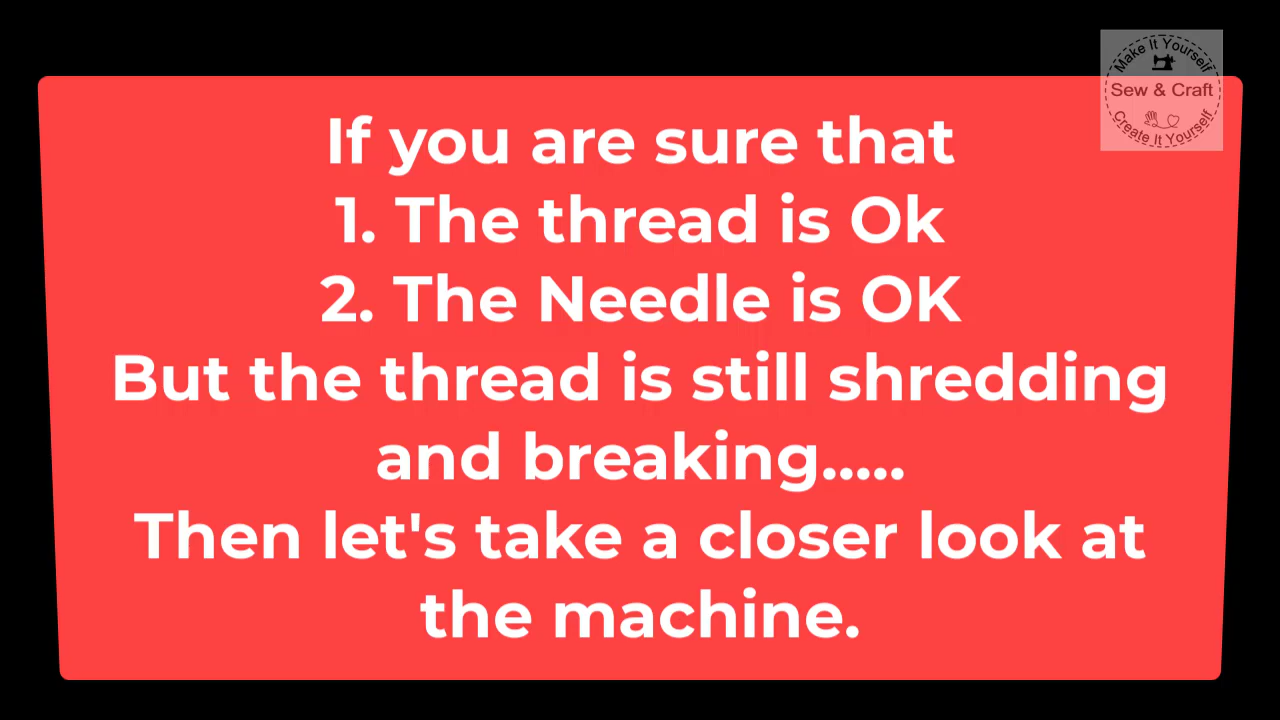 Make It Yourself
Sew & Craft
Create It Yourself
If you are sure that
1. The thread is Ok
2. The Needle is OK
But the thread is still shredding
and breaking.....
Then let's take a closer look at
the machine.